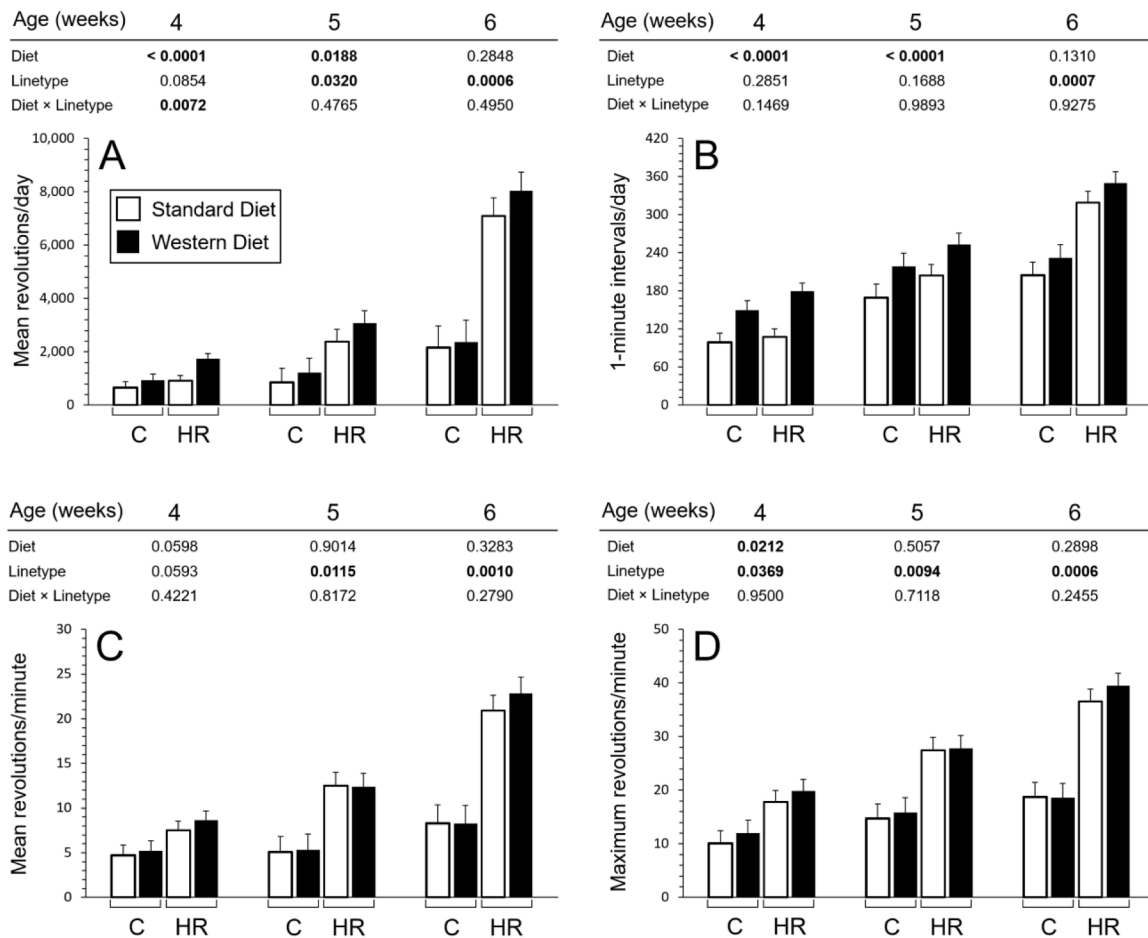 Age (weeks) 4 5 6
Diet < 0.0001 0.0188 0.2848
Linetype 0.0854 0.0320 0.0006
Diet × Linetype 0.0072 0.4765 0.4950
A
Mean revolutions/day
10,000
8,000
6,000
4,000
2,000
0
Standard Diet
Western Diet
C HR C HR C HR
Age (weeks) 4 5 6
Diet < 0.0001 < 0.0001 0.1310
Linetype 0.2851 0.1688 0.0007
Diet × Linetype 0.1469 0.9893 0.9275
B
1-minute intervals/day
420
360
300
240
180
120
60
0
C HR C HR C HR
Age (weeks) 4 5 6
Diet 0.0598 0.9014 0.3283
Linetype 0.0593 0.0115 0.0010
Diet × Linetype 0.4221 0.8172 0.2790
C
Mean revolutions/minute
30
25
20
15
10
5
0
C HR C HR C HR
Age (weeks) 4 5 6
Diet 0.0212 0.5057 0.2898
Linetype 0.0369 0.0094 0.0006
Diet × Linetype 0.9500 0.7118 0.2455
D
Maximum revolutions/minute
50
40
30
20
10
0
C HR C HR C HR